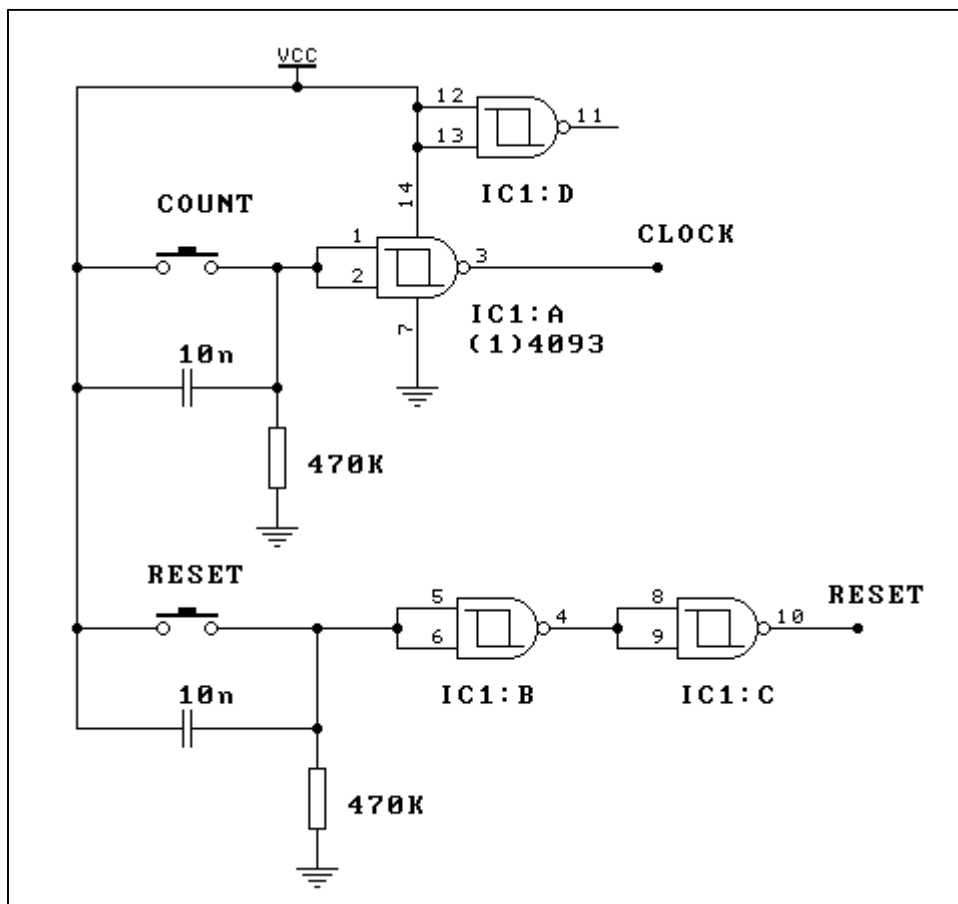 VCC
12
11
13
14
IC1:D
COUNT
CLOCK
1
3
2
IC1:A
(1)4093
7
10n
470K
RESET
5
8
RESET
4
10
6
9
IC1:B
IC1:C
10n
470K